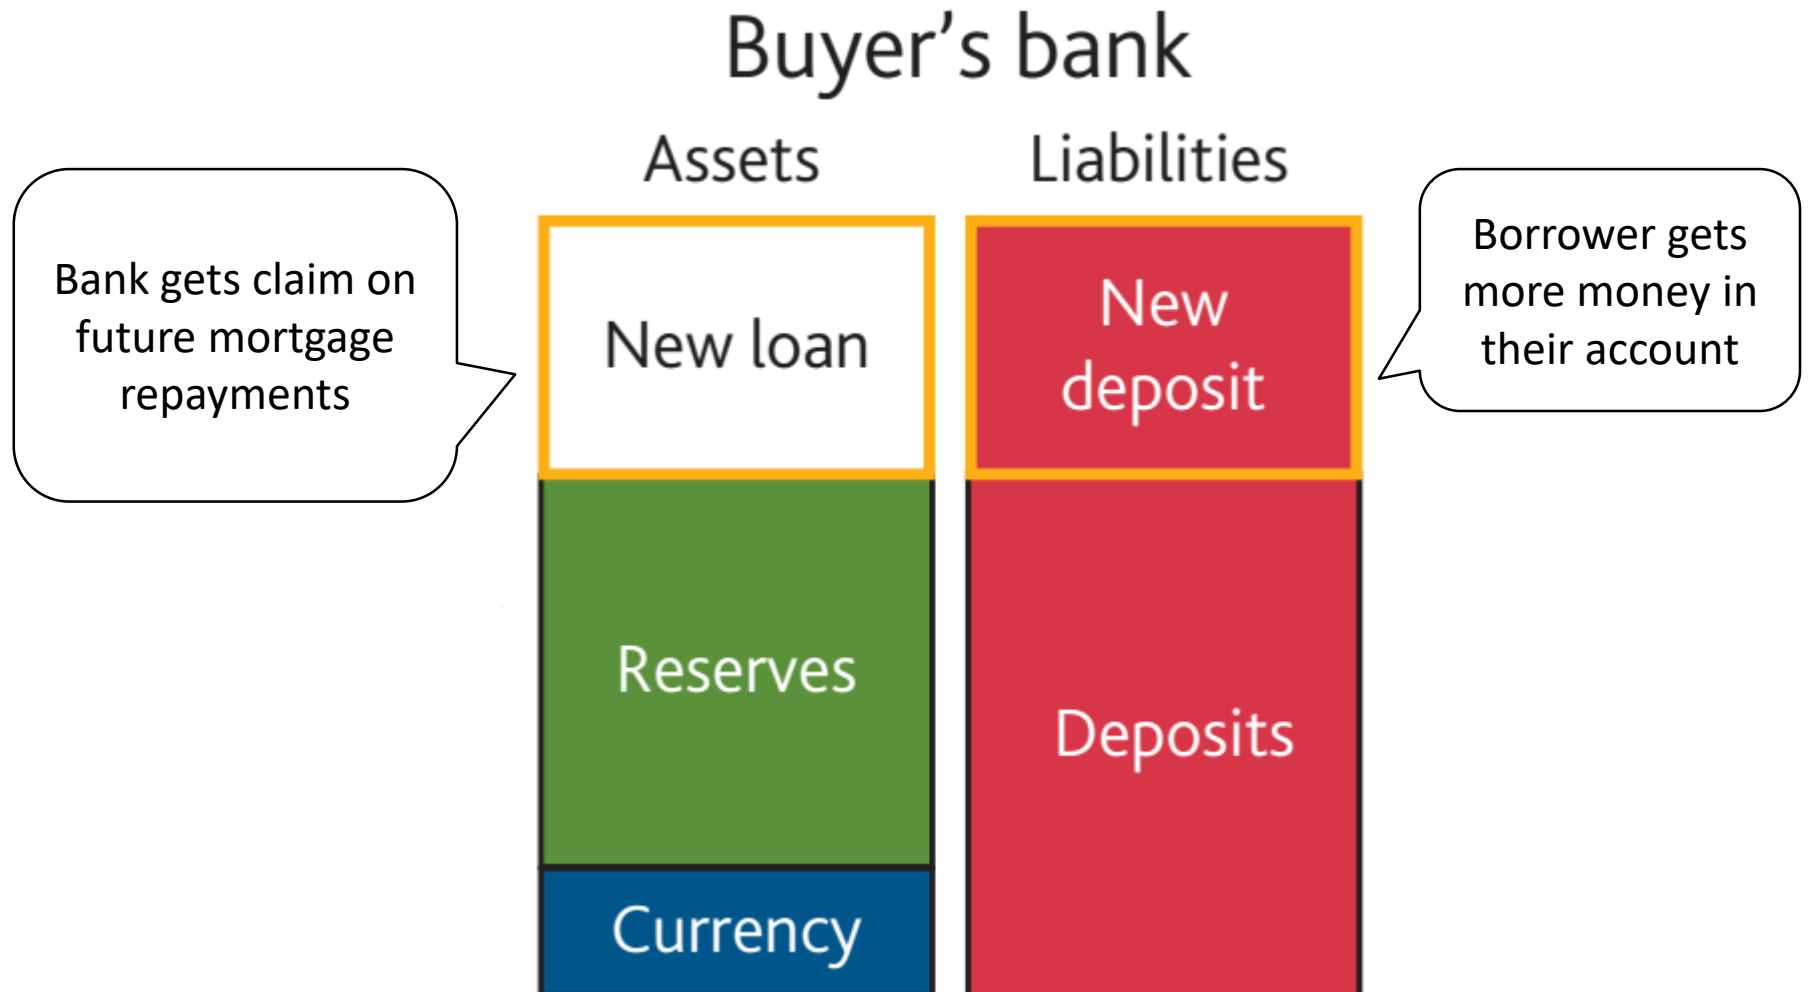 Buyer’s bank
Assets
Liabilities
Bank gets claim on
future mortgage
repayments
New loan
New
deposit
Borrower gets
more money in
their account
Reserves
Deposits
Currency